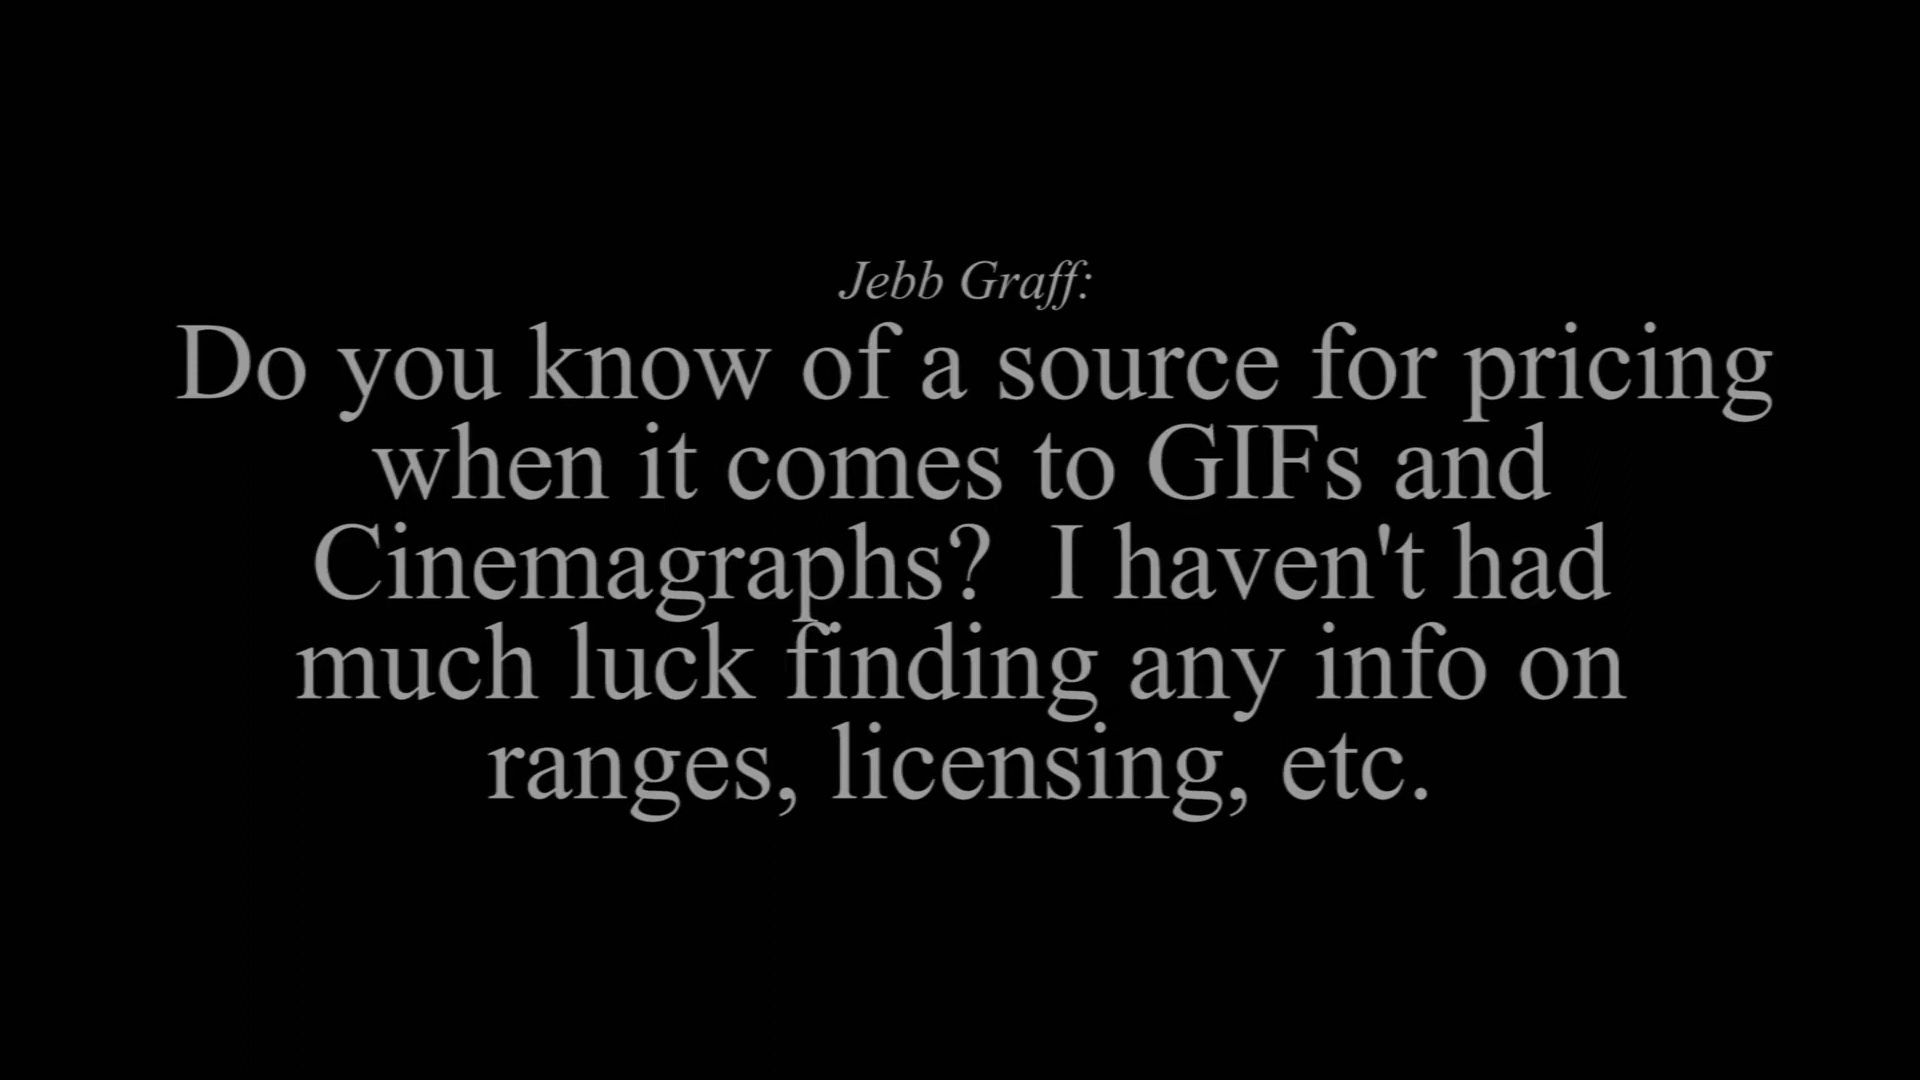 Jebb Graff:
Do you know of a source for pricing
when it comes to GIFs and
Cinemagraphs?  I haven't had
much luck finding any info on
ranges, licensing, etc.